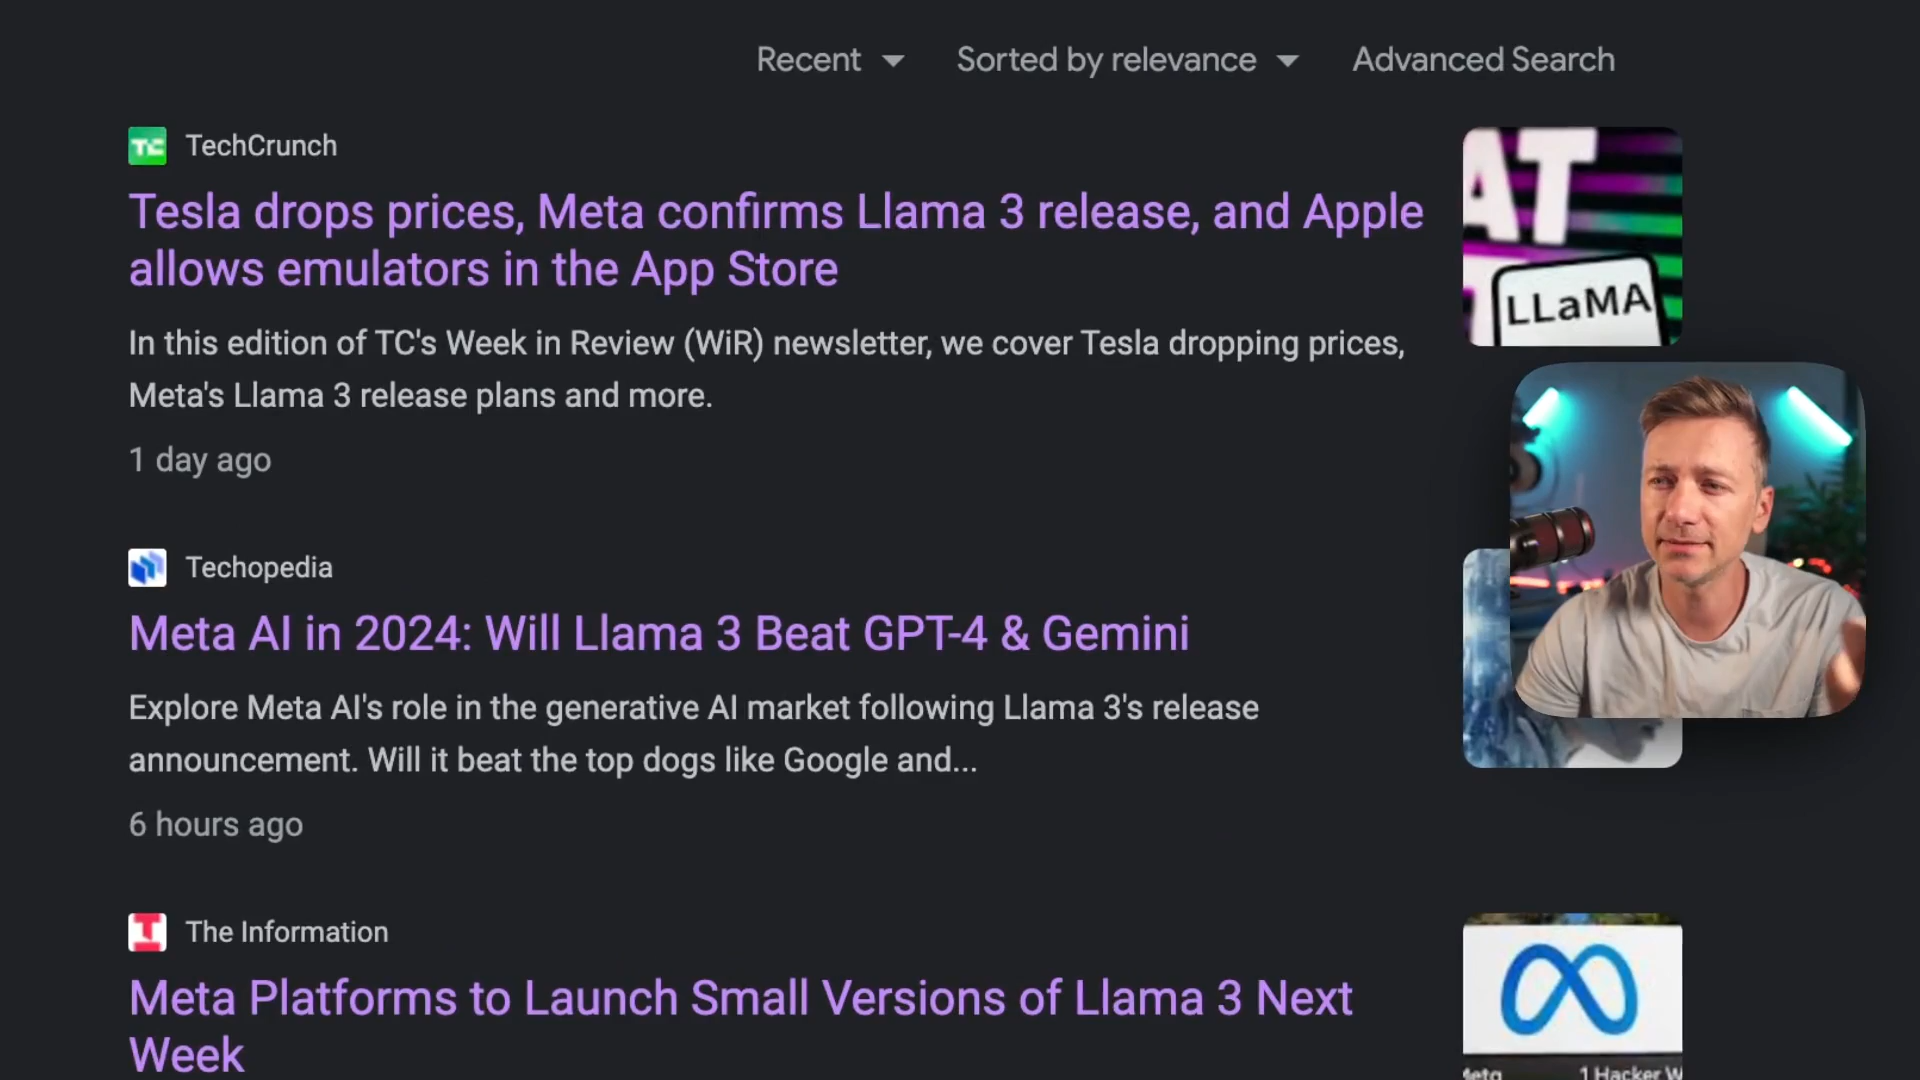 Recent Sorted by relevance Advanced Search
TC TechCrunch
Tesla drops prices, Meta confirms Llama 3 release, and Apple
allows emulators in the App Store
In this edition of TC's Week in Review (WiR) newsletter, we cover Tesla dropping prices,
Meta's Llama 3 release plans and more.
1 day ago
AT
LLaMA
Techopedia
Meta AI in 2024: Will Llama 3 Beat GPT-4 & Gemini
Explore Meta AI's role in the generative AI market following Llama 3's release
announcement. Will it beat the top dogs like Google and...
6 hours ago
The Information
Meta Platforms to Launch Small Versions of Llama 3 Next
Week
1 Hacker W